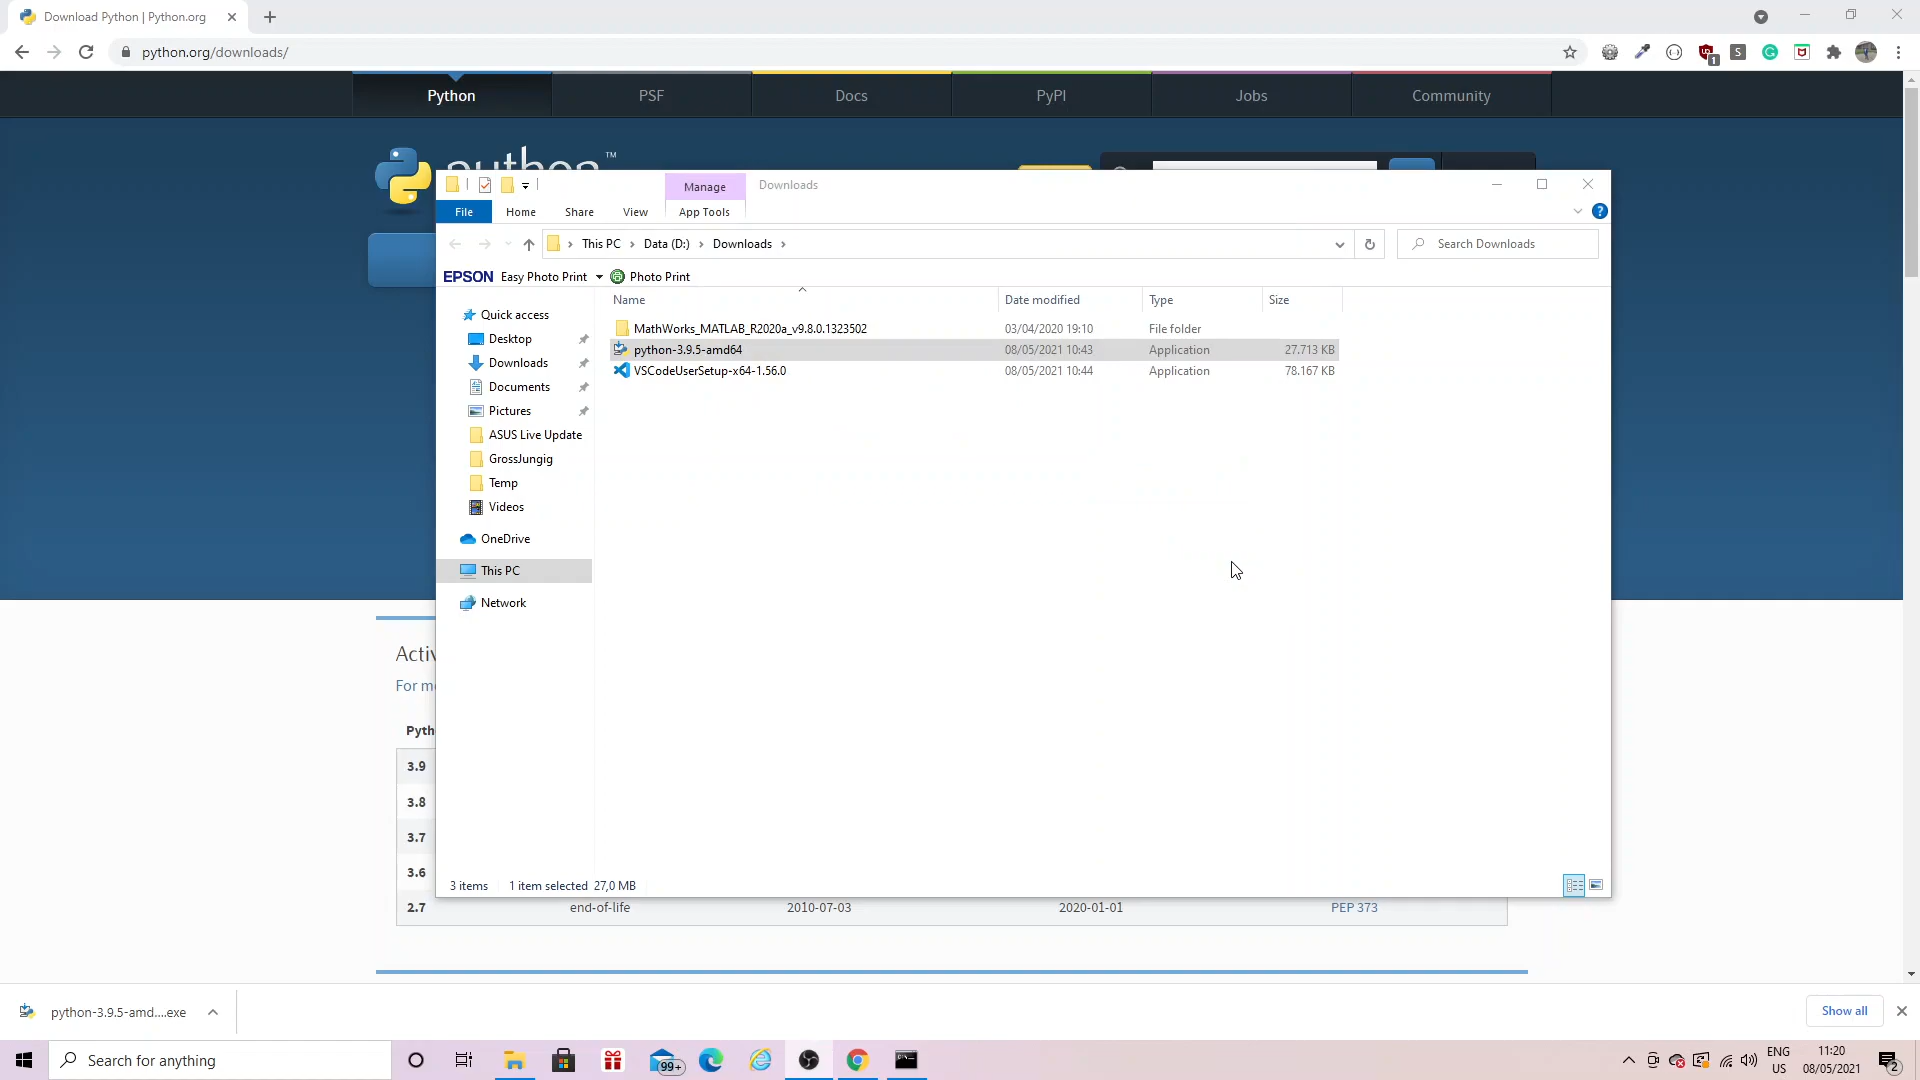 Download Python | Python.org
python.org/downloads/
1
S
Python PSF Docs PyPI Jobs Community
TM
Manage Downloads
File Home Share View App Tools
This PC Data (D:) Downloads
Search Downloads
EPSON Easy Photo Print Photo Print
Name Date modified Type Size
Quick access
Desktop
Downloads
Documents
Pictures
ASUS Live Update
GrossJungig
Temp
Videos
OneDrive
This PC
Network
MathWorks_MATLAB_R2020a_v9.8.0.1323502 03/04/2020 19:10 File folder
python-3.9.5-amd64 08/05/2021 10:43 Application 27.713 KB
VSCodeUserSetup-x64-1.56.0 08/05/2021 10:44 Application 78.167 KB
3 items 1 item selected 27,0 MB
Activ
For m
Pyth
3.9
3.8
3.7
3.6
2.7 end-of-life 2010-07-03 2020-01-01 PEP 373
python-3.9.5-amd....exe
Show all
Search for anything
99+
ENG
US
11:20
08/05/2021
2